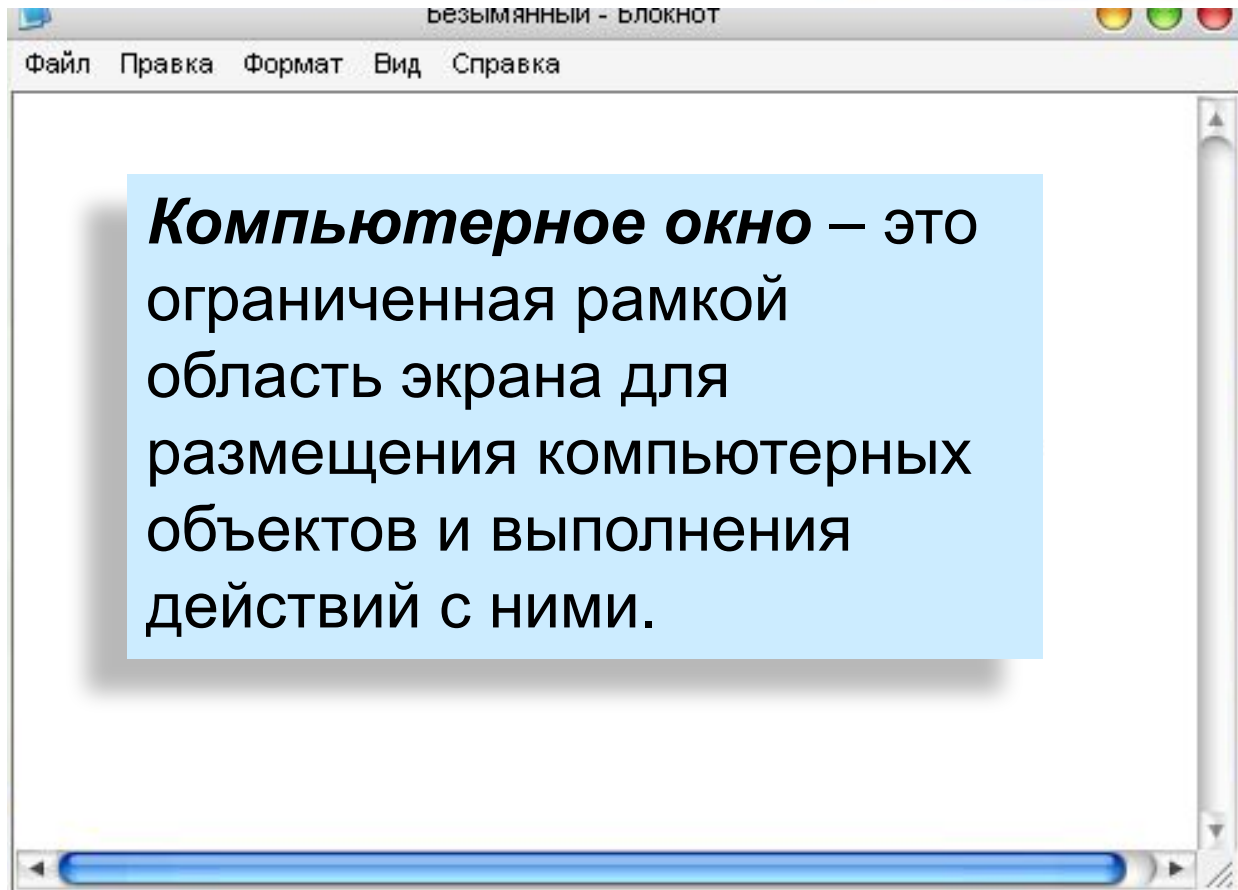 Безымянный - Блокнот
Файл Правка Формат Вид Справка
Компьютерное окно – это
ограниченная рамкой
область экрана для
размещения компьютерных
объектов и выполнения
действий с ними.